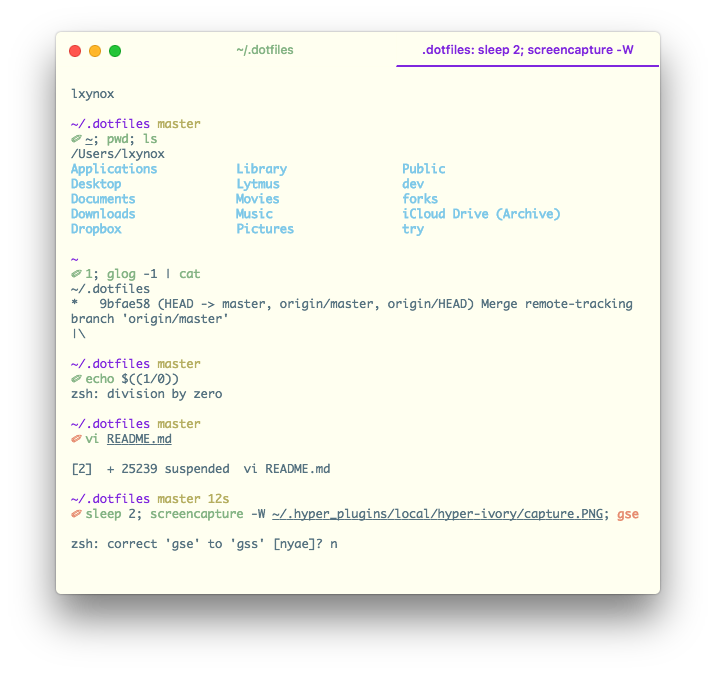 ~/.dotfiles
.dotfiles: sleep 2; screencapture -W
lxynox
~/.dotfiles master
✐ ~; pwd; ls
/Users/lxynox
Applications Library Public
Desktop Lytmus dev
Documents Movies forks
Downloads Music iCloud Drive (Archive)
Dropbox Pictures try
~
✐ 1; glog -1 | cat
~/.dotfiles
*   9bfae58 (HEAD -> master, origin/master, origin/HEAD) Merge remote-tracking
branch 'origin/master'
|\
~/.dotfiles master
✐ echo $((1/0))
zsh: division by zero
~/.dotfiles master
✐ vi README.md
[2]  + 25239 suspended  vi README.md
~/.dotfiles master 12s
✐ sleep 2; screencapture -W ~/.hyper_plugins/local/hyper-ivory/capture.PNG; gse
zsh: correct 'gse' to 'gss' [nyae]? n